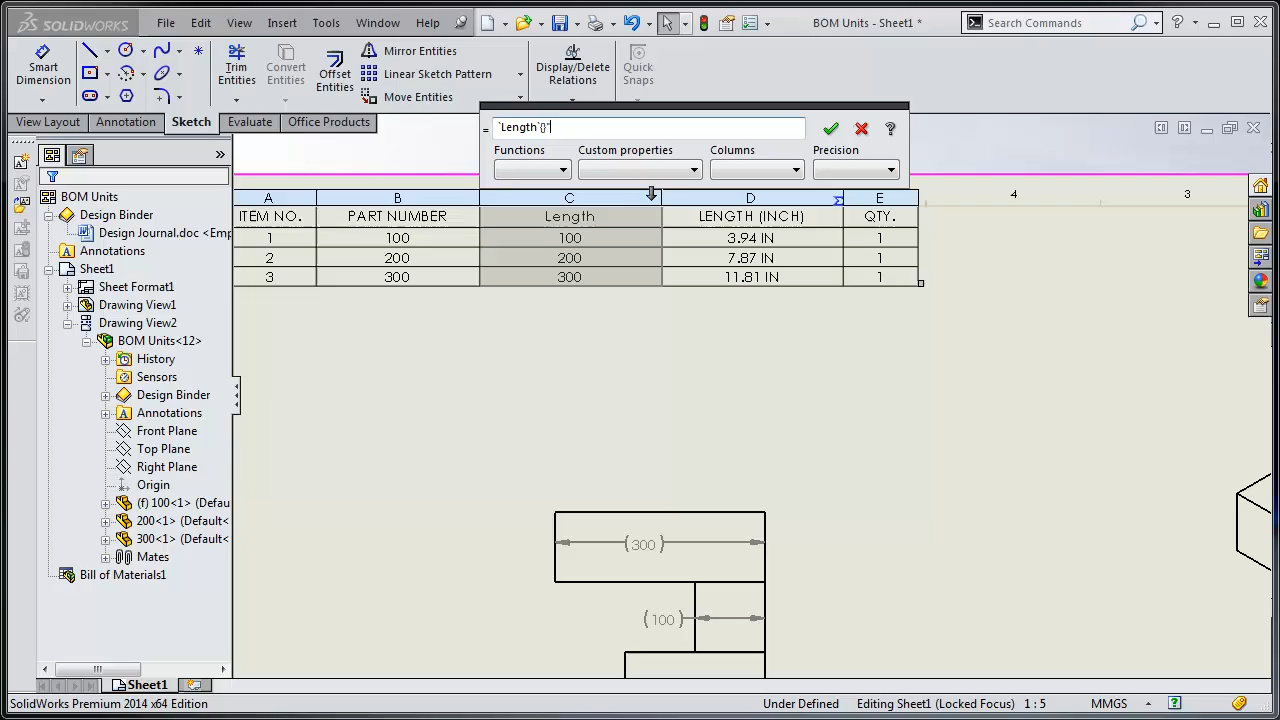 SOLIDWORKS File Edit View Insert Tools Window Help BOM Units - Sheet1 * Search Commands ?
Smart Dimension
Trim Entities
Convert Entities
Offset Entities
Mirror Entities
Linear Sketch Pattern
Move Entities
Display/Delete Relations
Quick Snaps
View Layout Annotation Sketch Evaluate Office Products
= `Length`{}"
Functions Custom properties Columns Precision
A B C D E
ITEM NO. PART NUMBER Length LENGTH (INCH) QTY.
1 100 100 3.94 IN 1
2 200 200 7.87 IN 1
3 300 300 11.81 IN 1
4 3
BOM Units
Design Binder
Design Journal.doc <Emp
Annotations
Sheet1
Sheet Format1
Drawing View1
Drawing View2
BOM Units<12>
History
Sensors
Design Binder
Annotations
Front Plane
Top Plane
Right Plane
Origin
(f) 100<1> (Defau
200<1> (Default<
300<1> (Default<
Mates
Bill of Materials1
(300)
(100)
Sheet1
SolidWorks Premium 2014 x64 Edition Under Defined Editing Sheet1 (Locked Focus) 1 : 5 MMGS ?